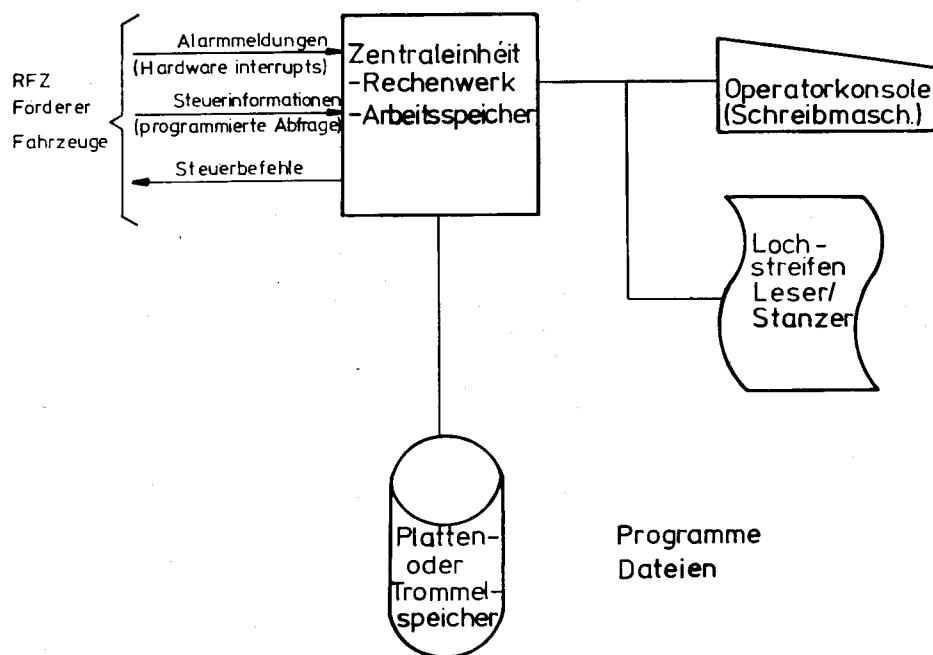 RFZ
Förderer
Fahrzeuge
Alarmmeldungen
(Hardware interrupts)
Steuerinformationen
(programmierte Abfrage)
Steuerbefehle
Zentraleinheit
-Rechenwerk
-Arbeitsspeicher
Operatorkonsole
(Schreibmasch.)
Loch-
streifen
Leser/
Stanzer
Platten-
oder
Trommel-
speicher
Programme
Dateien